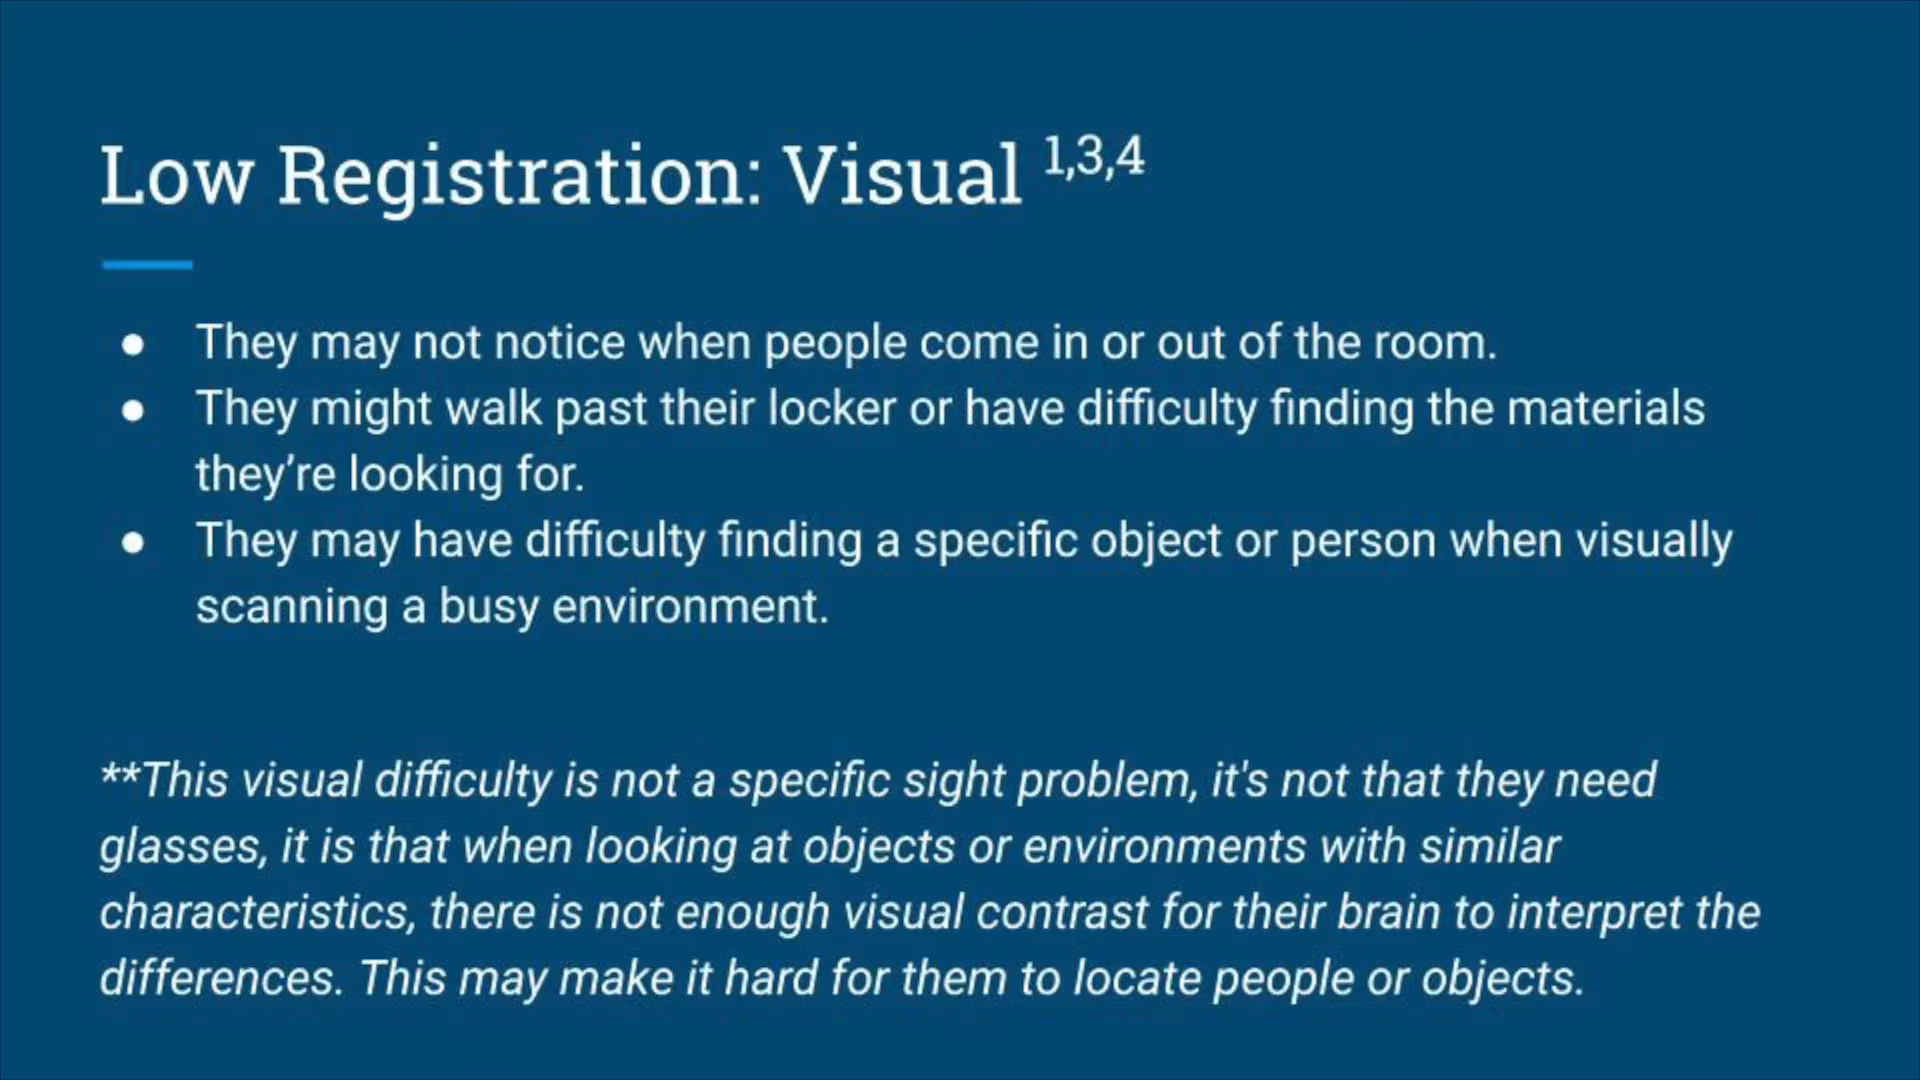 Low Registration: Visual 1,3,4
● They may not notice when people come in or out of the room.
● They might walk past their locker or have difficulty finding the materials
they’re looking for.
● They may have difficulty finding a specific object or person when visually
scanning a busy environment.
**This visual difficulty is not a specific sight problem, it's not that they need
glasses, it is that when looking at objects or environments with similar
characteristics, there is not enough visual contrast for their brain to interpret the
differences. This may make it hard for them to locate people or objects.